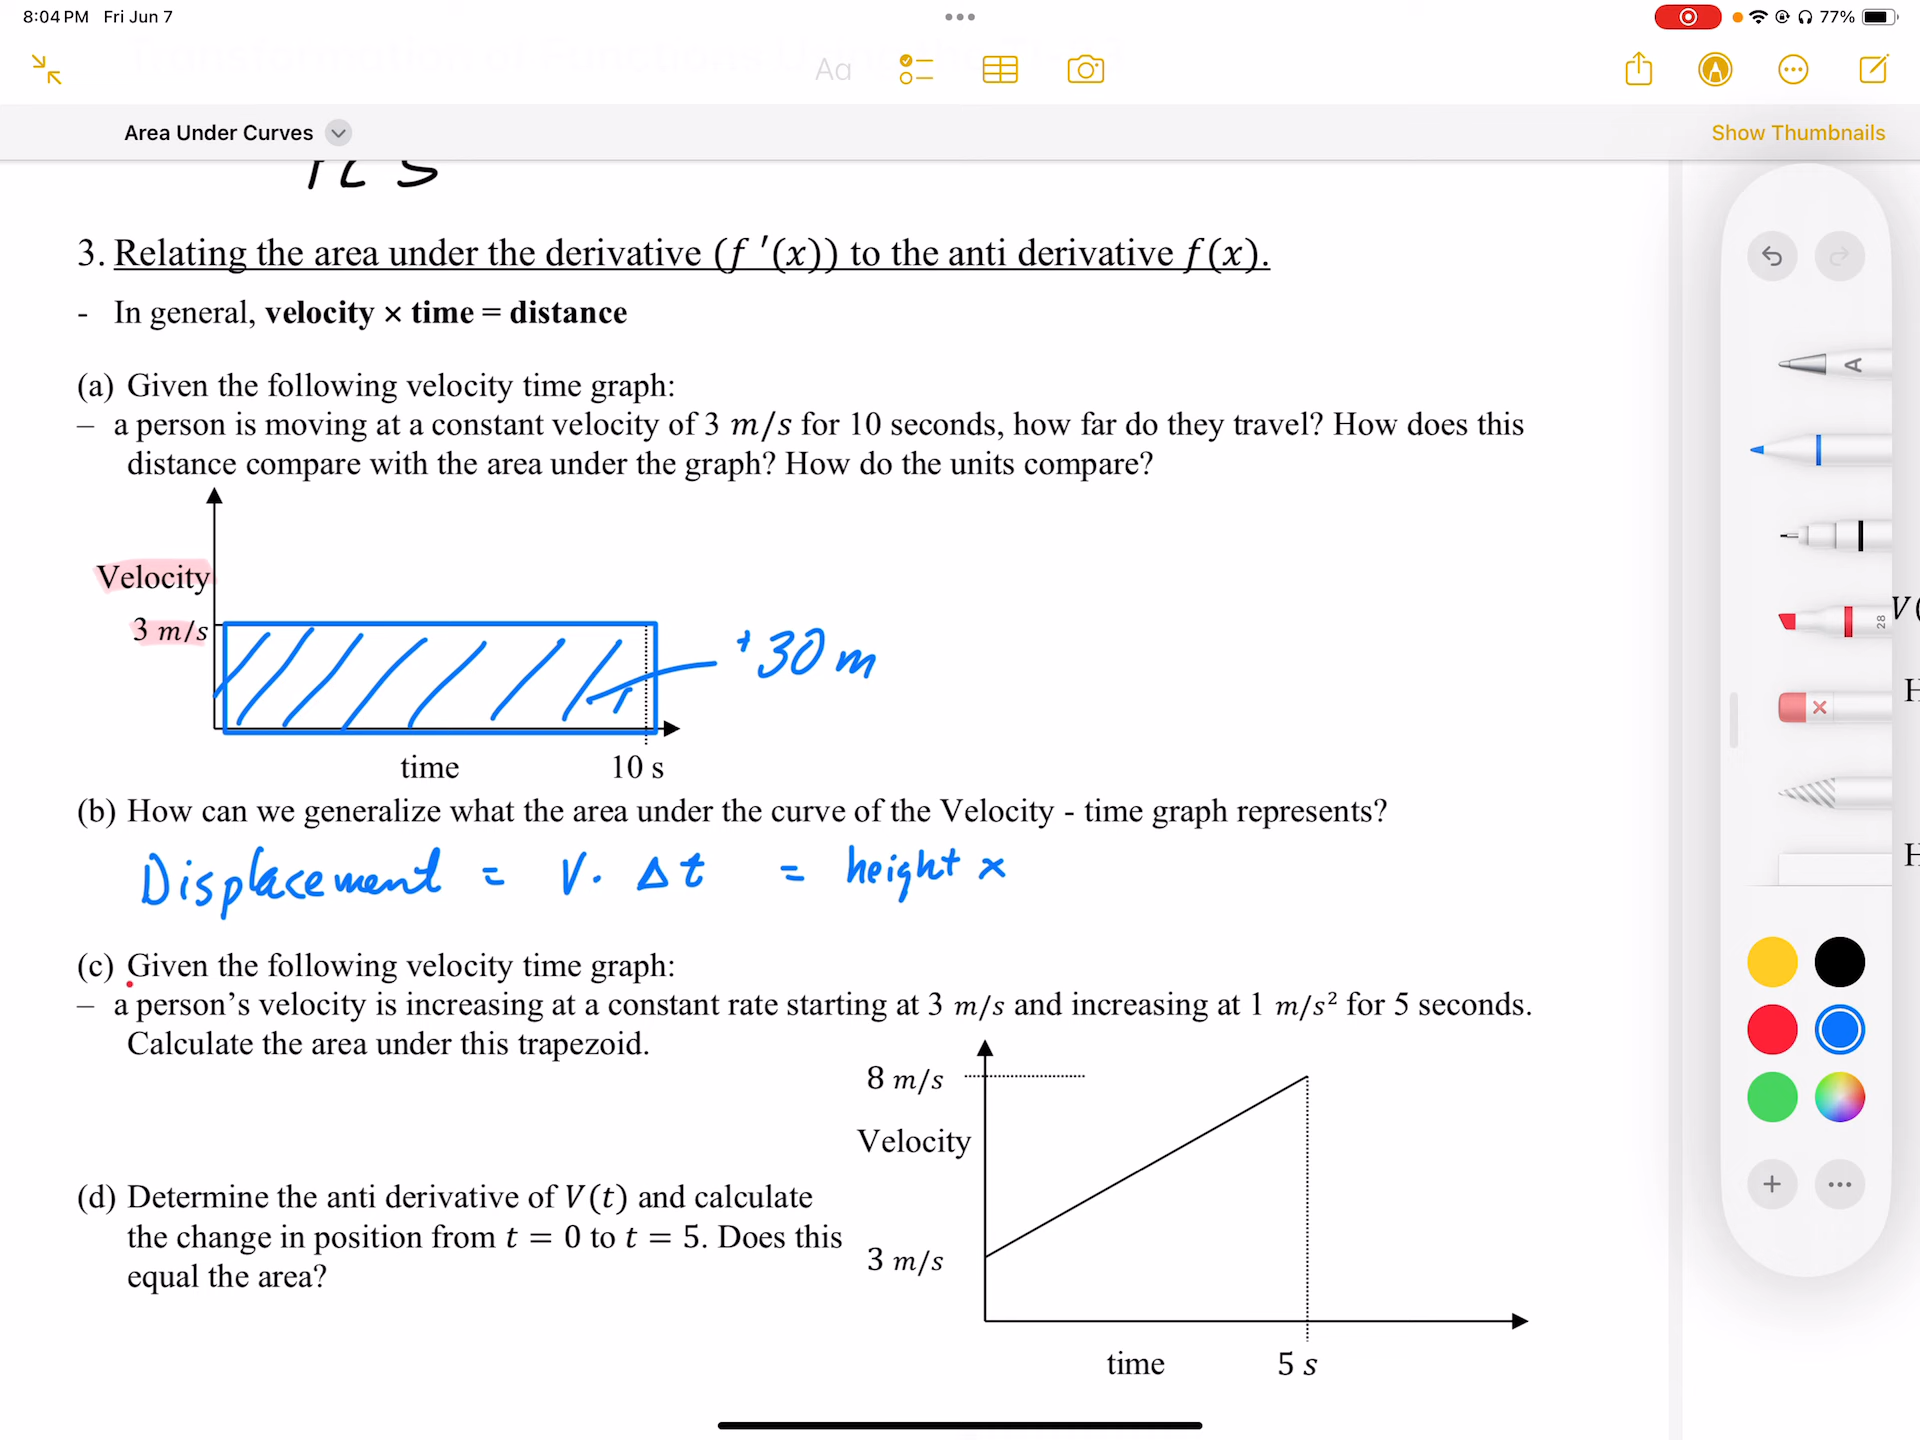 8:04 PM Fri Jun 7
77%
Aa
Area Under Curves
Show Thumbnails
3. Relating the area under the derivative (f ′(x)) to the anti derivative f(x).
- In general, velocity × time = distance
(a) Given the following velocity time graph:
– a person is moving at a constant velocity of 3 m/s for 10 seconds, how far do they travel? How does this
distance compare with the area under the graph? How do the units compare?
Velocity
3 m/s
+30 m
time
10 s
(b) How can we generalize what the area under the curve of the Velocity - time graph represents?
Displacement = V. Δt = height x
(c) Given the following velocity time graph:
– a person’s velocity is increasing at a constant rate starting at 3 m/s and increasing at 1 m/s² for 5 seconds.
Calculate the area under this trapezoid.
8 m/s
Velocity
(d) Determine the anti derivative of V(t) and calculate
the change in position from t = 0 to t = 5. Does this
equal the area?
3 m/s
time
5 s
A
28
V(
H
H